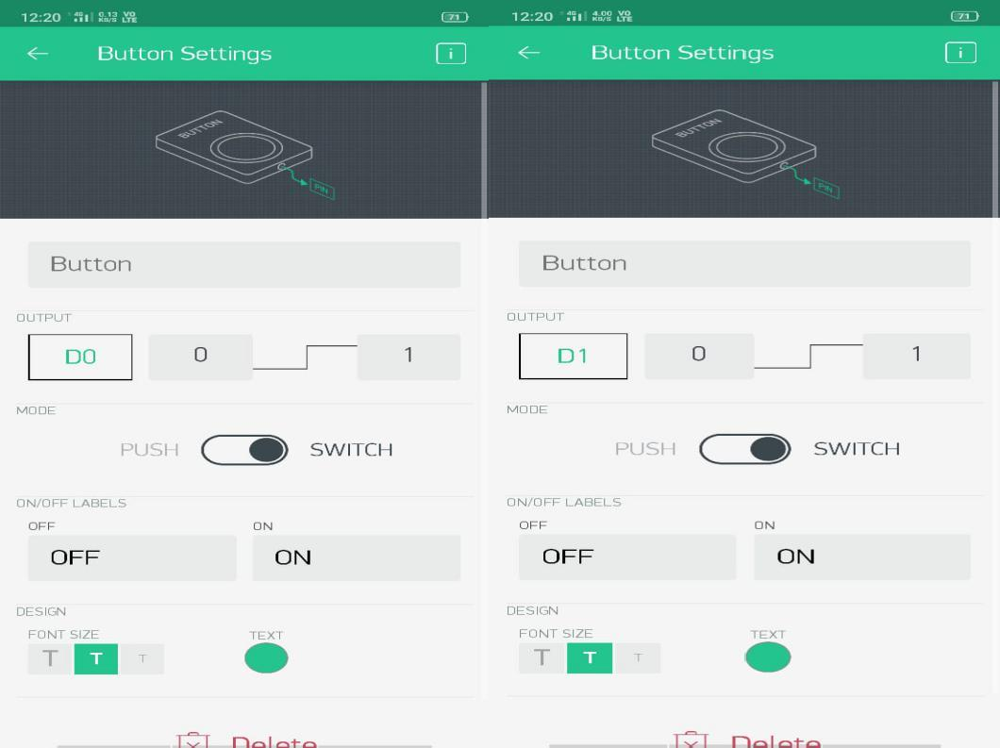 12:20 4G 0.13 KB/S VO LTE 71
Button Settings i
BUTTON
PIN
Button
OUTPUT
D0 0 1
MODE
PUSH SWITCH
ON/OFF LABELS
OFF ON
OFF ON
DESIGN
FONT SIZE TEXT
T T T
Delete
12:20 4G 4.00 KB/S VO LTE 71
Button Settings i
BUTTON
PIN
Button
OUTPUT
D1 0 1
MODE
PUSH SWITCH
ON/OFF LABELS
OFF ON
OFF ON
DESIGN
FONT SIZE TEXT
T T T
Delete